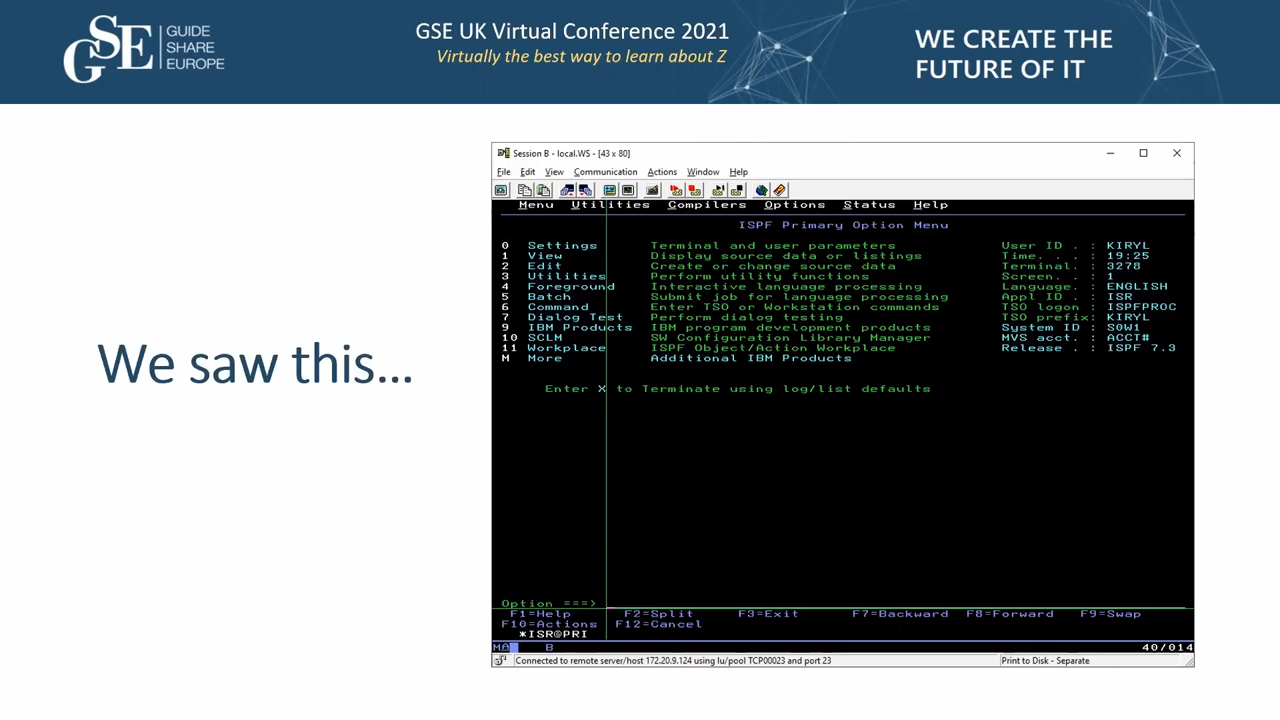 GSE
GUIDE
SHARE
EUROPE
GSE UK Virtual Conference 2021
Virtually the best way to learn about Z
WE CREATE THE
FUTURE OF IT
We saw this...
Session B - local.WS - [43 x 80]
File Edit View Communication Actions Window Help
Menu Utilities Compilers Options Status Help
ISPF Primary Option Menu
0 Settings Terminal and user parameters User ID . : KIRYL
1 View Display source data or listings Time. . . : 19:25
2 Edit Create or change source data Terminal. : 3278
3 Utilities Perform utility functions Screen. . : 1
4 Foreground Interactive language processing Language. : ENGLISH
5 Batch Submit job for language processing Appl ID . : ISR
6 Command Enter TSO or Workstation commands TSO logon : ISPFPROC
7 Dialog Test Perform dialog testing TSO prefix: KIRYL
9 IBM Products IBM program development products System ID : S0W1
10 SCLM SW Configuration Library Manager MVS acct. : ACCT#
11 Workplace ISPF Object/Action Workplace Release . : ISPF 7.3
M More Additional IBM Products
Enter X to Terminate using log/list defaults
Option ===>
F1=Help F2=Split F3=Exit F7=Backward F8=Forward F9=Swap
F10=Actions F12=Cancel
*ISR@PRI
MA B 40/014
Connected to remote server/host 172.20.9.124 using lu/pool TCP00023 and port 23 Print to Disk - Separate